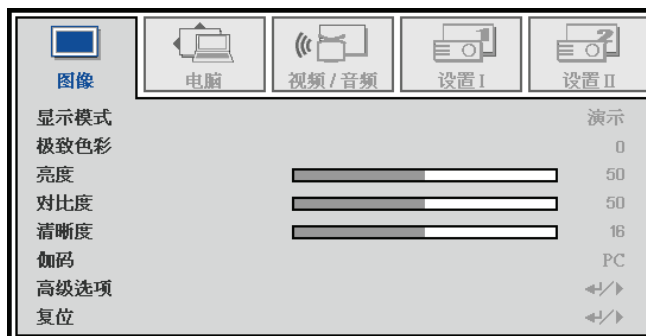 图像 电脑 视频 / 音频 设置 I 设置 II
显示模式 演示
极致色彩 0
亮度 50
对比度 50
清晰度 16
伽码 PC
高级选项
复位